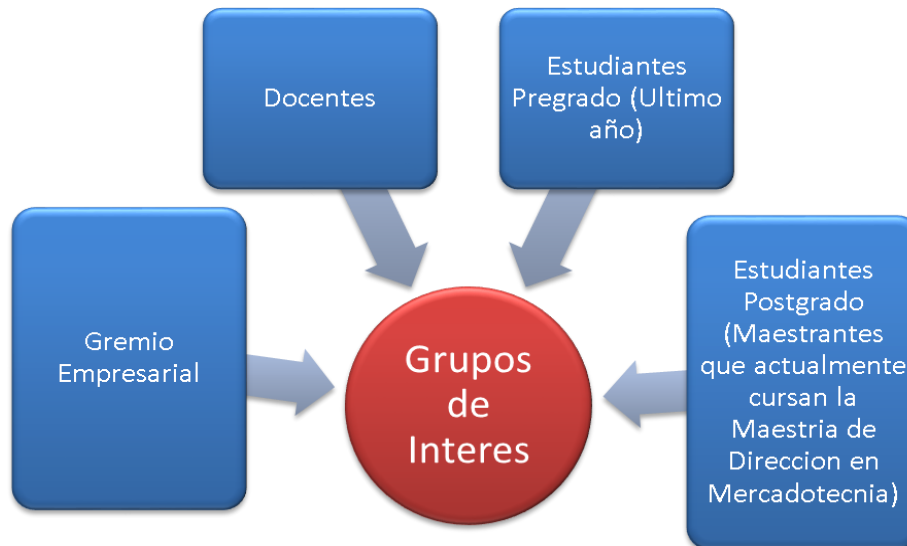 Docentes
Estudiantes
Pregrado (Ultimo
año)
Gremio
Empresarial
Grupos
de
Interes
Estudiantes
Postgrado
(Maestrantes
que actualmente
cursan la
Maestria de
Direccion en
Mercadotecnia)